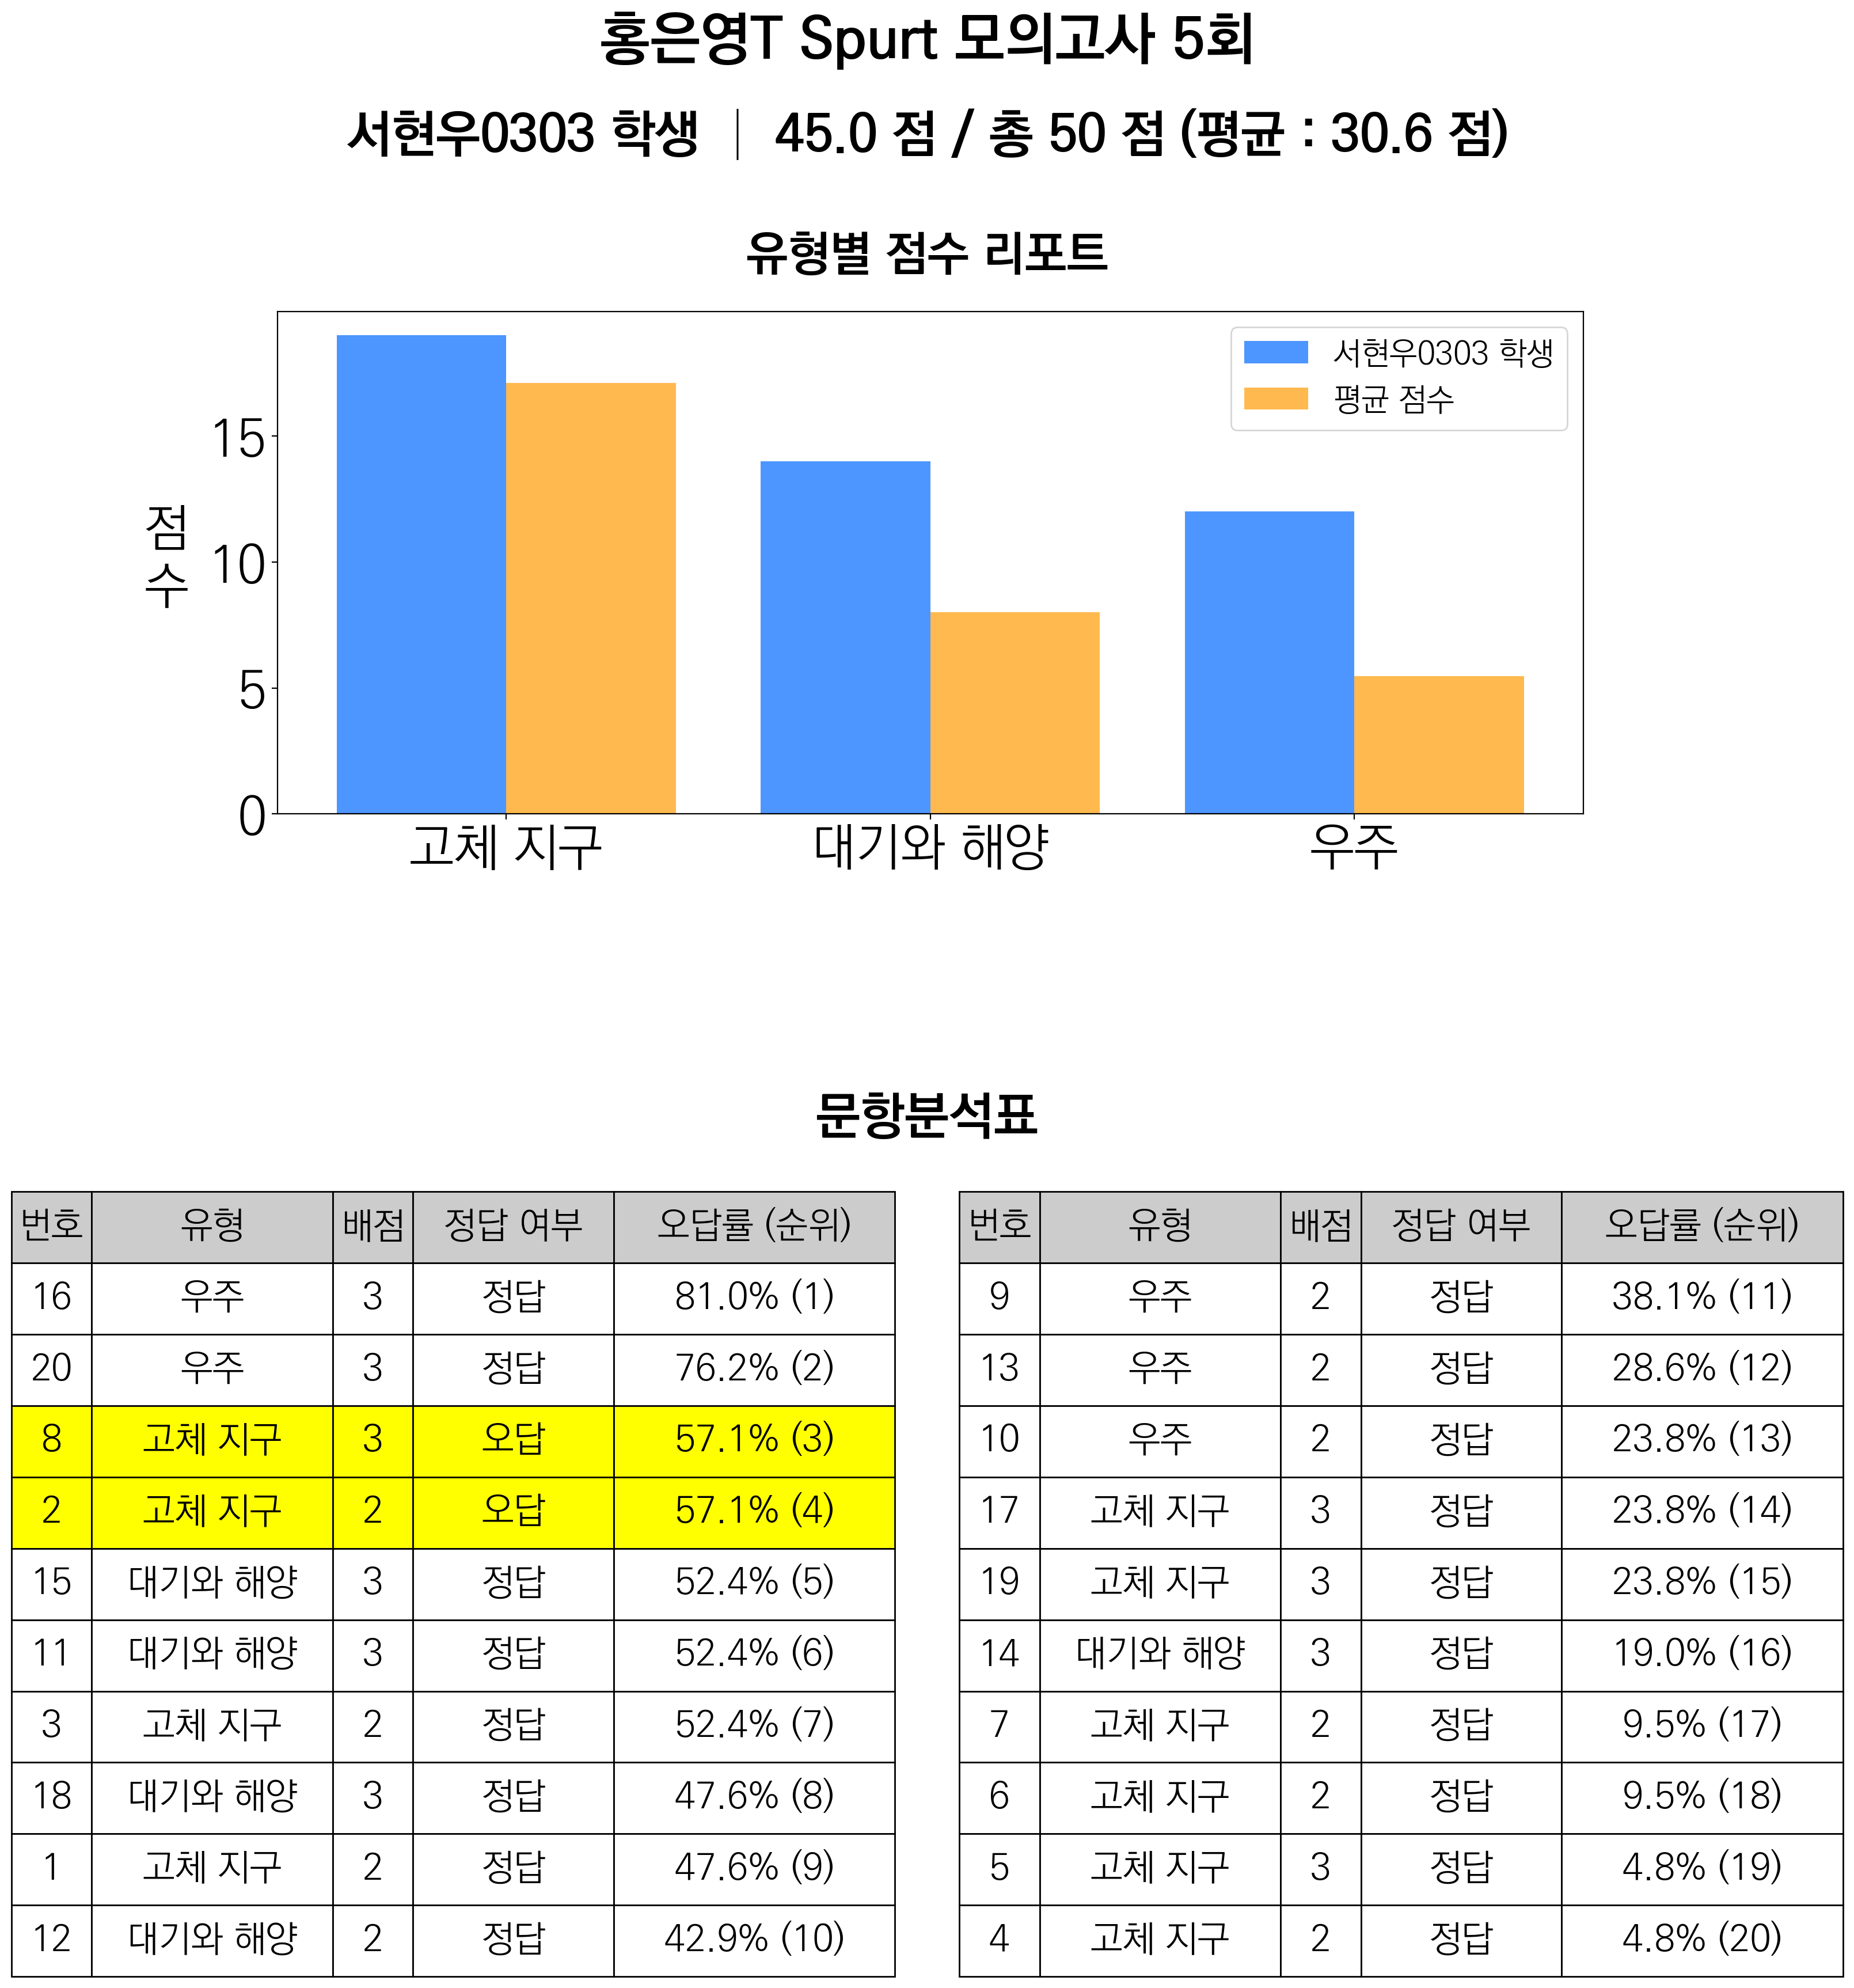 홍은영T Spurt 모의고사 5회
서현우0303 학생 | 45.0 점 / 총 50 점 (평균 : 30.6 점)
유형별 점수 리포트
서현우0303 학생
평균 점수
점
수
15
10
5
0
고체 지구 대기와 해양 우주
문항분석표
번호 유형 배점 정답 여부 오답률 (순위)
16 우주 3 정답 81.0% (1)
20 우주 3 정답 76.2% (2)
8 고체 지구 3 오답 57.1% (3)
2 고체 지구 2 오답 57.1% (4)
15 대기와 해양 3 정답 52.4% (5)
11 대기와 해양 3 정답 52.4% (6)
3 고체 지구 2 정답 52.4% (7)
18 대기와 해양 3 정답 47.6% (8)
1 고체 지구 2 정답 47.6% (9)
12 대기와 해양 2 정답 42.9% (10)
번호 유형 배점 정답 여부 오답률 (순위)
9 우주 2 정답 38.1% (11)
13 우주 2 정답 28.6% (12)
10 우주 2 정답 23.8% (13)
17 고체 지구 3 정답 23.8% (14)
19 고체 지구 3 정답 23.8% (15)
14 대기와 해양 3 정답 19.0% (16)
7 고체 지구 2 정답 9.5% (17)
6 고체 지구 2 정답 9.5% (18)
5 고체 지구 3 정답 4.8% (19)
4 고체 지구 2 정답 4.8% (20)